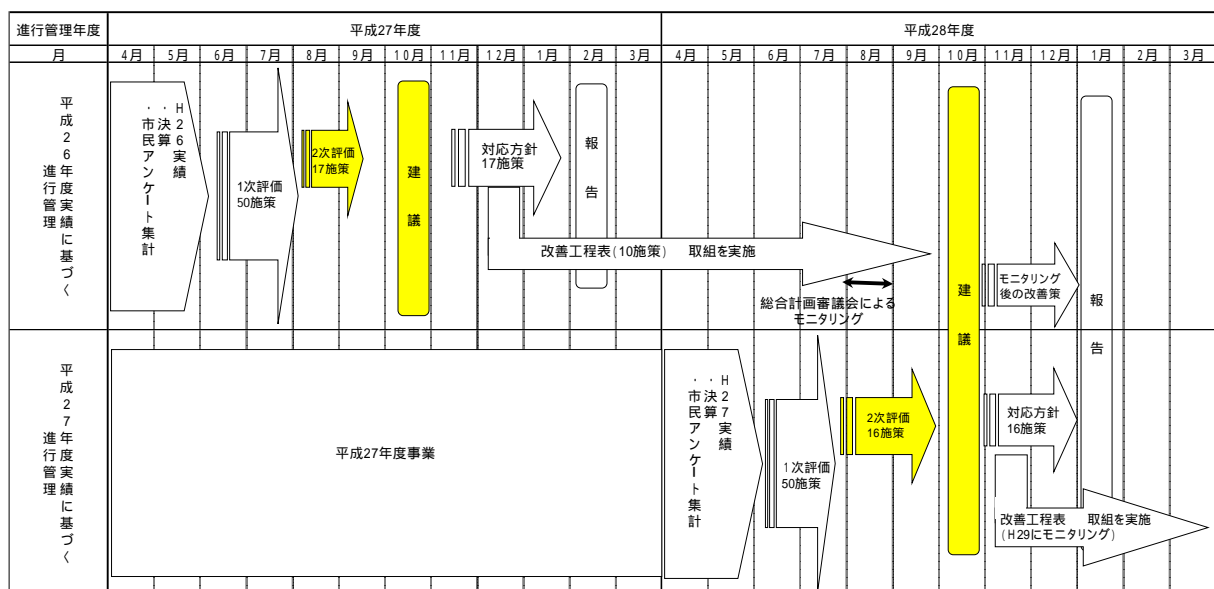 進行管理年度
平成27年度
平成28年度
月
4月 5月 6月 7月 8月 9月 10月 11月 12月 1月 2月 3月 4月 5月 6月 7月 8月 9月 10月 11月 12月 1月 2月 3月
平成26年度実績に基づく
進行管理
H26実績
・決算
・市民アンケート集計
1次評価
50施策
2次評価
17施策
建議
対応方針
17施策
報告
改善工程表(10施策) 取組を実施
総合計画審議会による
モニタリング
建議
モニタリング
後の改善策
報告
平成27年度実績に基づく
進行管理
平成27年度事業
H27実績
・決算
・市民アンケート集計
1次評価
50施策
2次評価
16施策
対応方針
16施策
改善工程表 取組を実施
(H29にモニタリング)